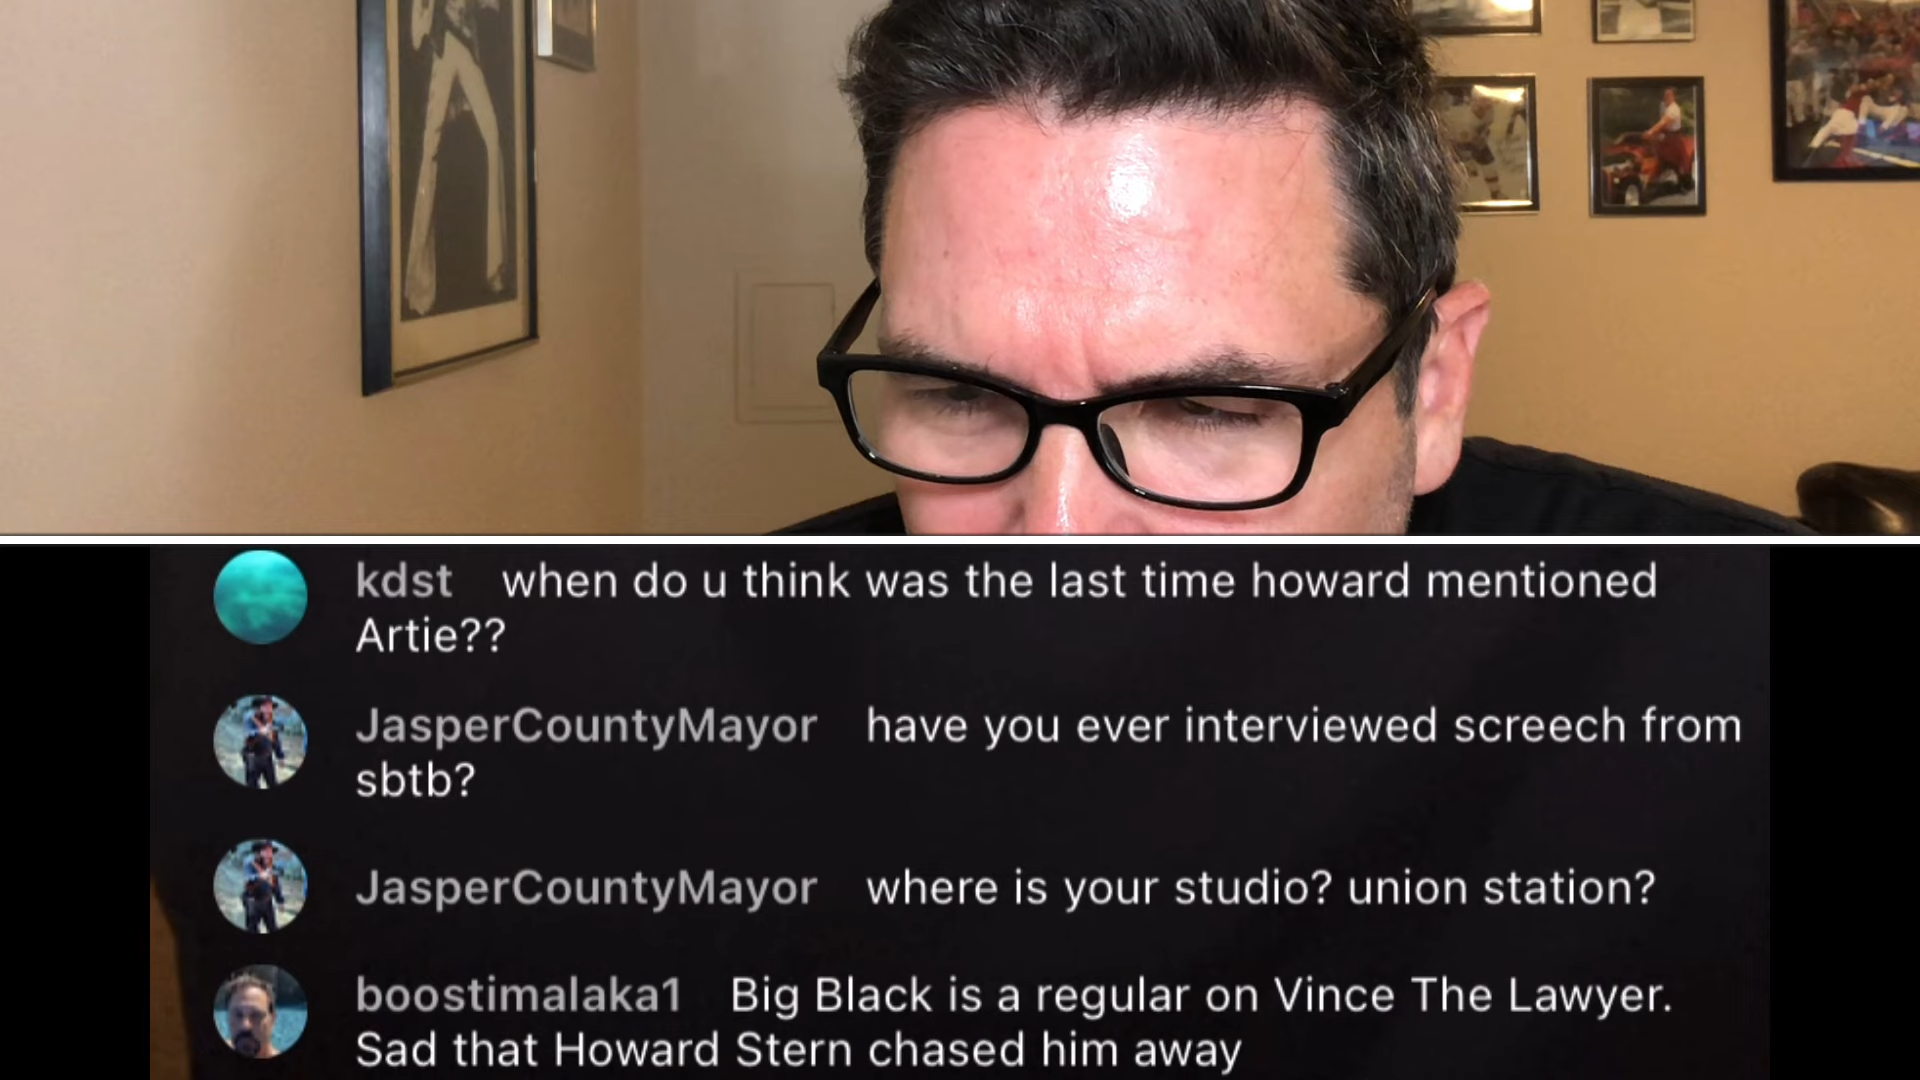 kdst when do u think was the last time howard mentioned
Artie??
JasperCountyMayor have you ever interviewed screech from
sbtb?
JasperCountyMayor where is your studio? union station?
boostimalaka1 Big Black is a regular on Vince The Lawyer.
Sad that Howard Stern chased him away